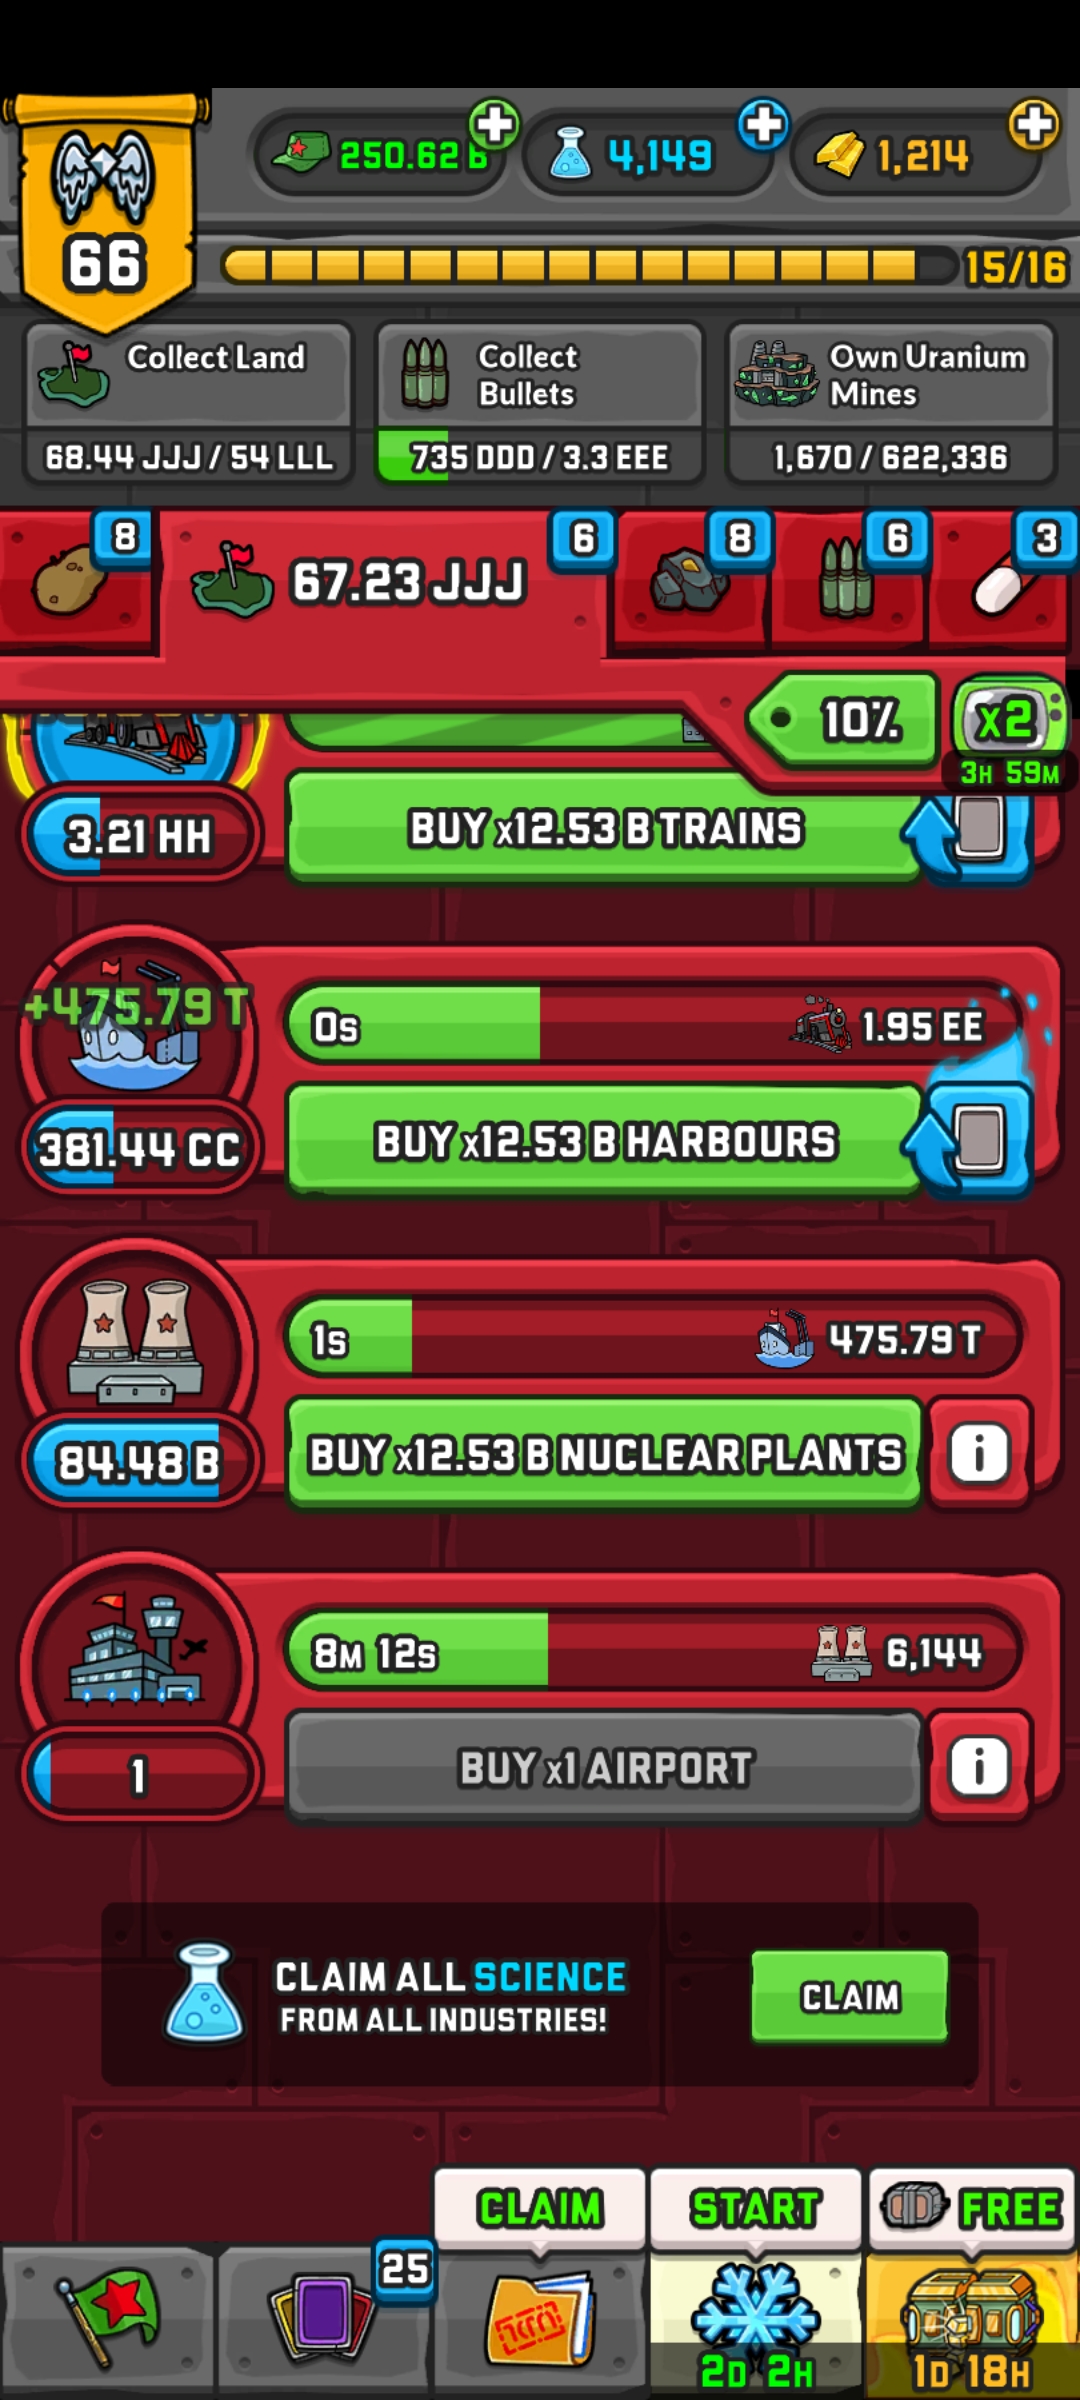 250.62 B
4,149
1,214
66
15/16
Collect Land
68.44 JJJ / 54 LLL
Collect
Bullets
735 DDD / 3.3 EEE
Own Uranium
Mines
1,670 / 622,336
8
67.23 JJJ
6
8
6
3
10%
x2
3H 59M
3.21 HH
BUY x12.53 B TRAINS
+475.79 T
0s
1.95 EE
381.44 CC
BUY x12.53 B HARBOURS
1s
475.79 T
84.48 B
BUY x12.53 B NUCLEAR PLANTS
i
8M 12s
6,144
1
BUY x1 AIRPORT
i
CLAIM ALL SCIENCE
FROM ALL INDUSTRIES!
CLAIM
CLAIM
START
FREE
25
2D 2H
1D 18H